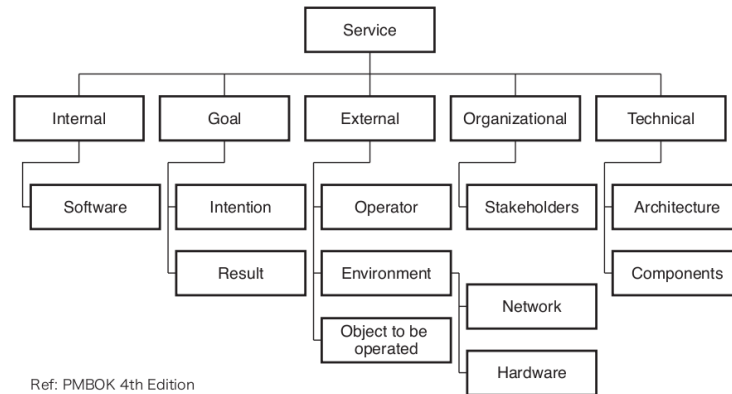 Service
Internal
Goal
External
Organizational
Technical
Software
Intention
Operator
Stakeholders
Architecture
Result
Environment
Components
Network
Object to be
operated
Hardware
Ref: PMBOK 4th Edition